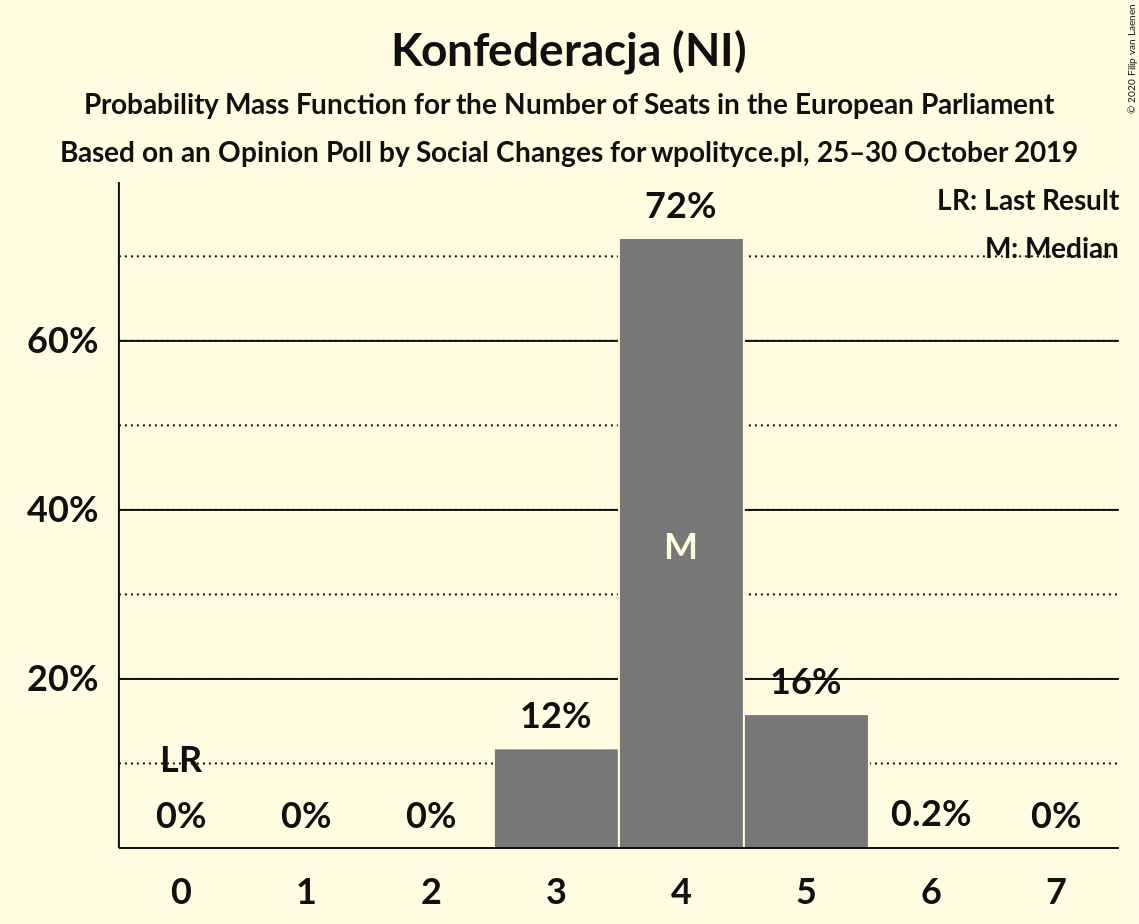 Konfederacja (NI)
Probability Mass Function for the Number of Seats in the European Parliament
Based on an Opinion Poll by Social Changes for wpolityce.pl, 25–30 October 2019
© 2020 Filip van Laenen
LR: Last Result
M: Median
72%
60%
40%
M
20%
16%
12%
LR
0% 0% 0% 0.2% 0%
0 1 2 3 4 5 6 7